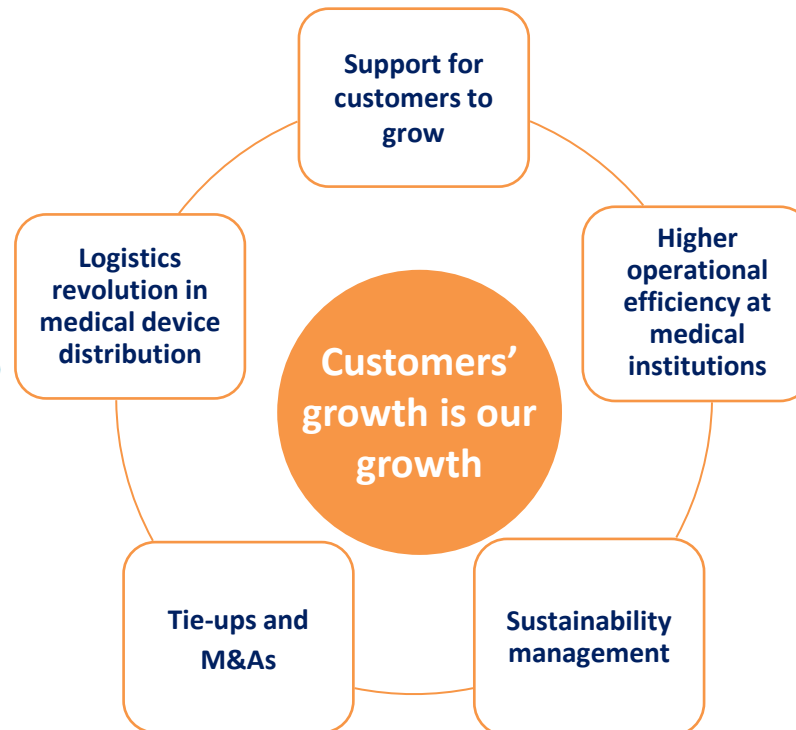 Support for
customers to
grow
Higher
operational
efficiency at
medical
institutions
Logistics
revolution in
medical device
distribution
Customers’
growth is our
growth
Tie-ups and
M&As
Sustainability
management